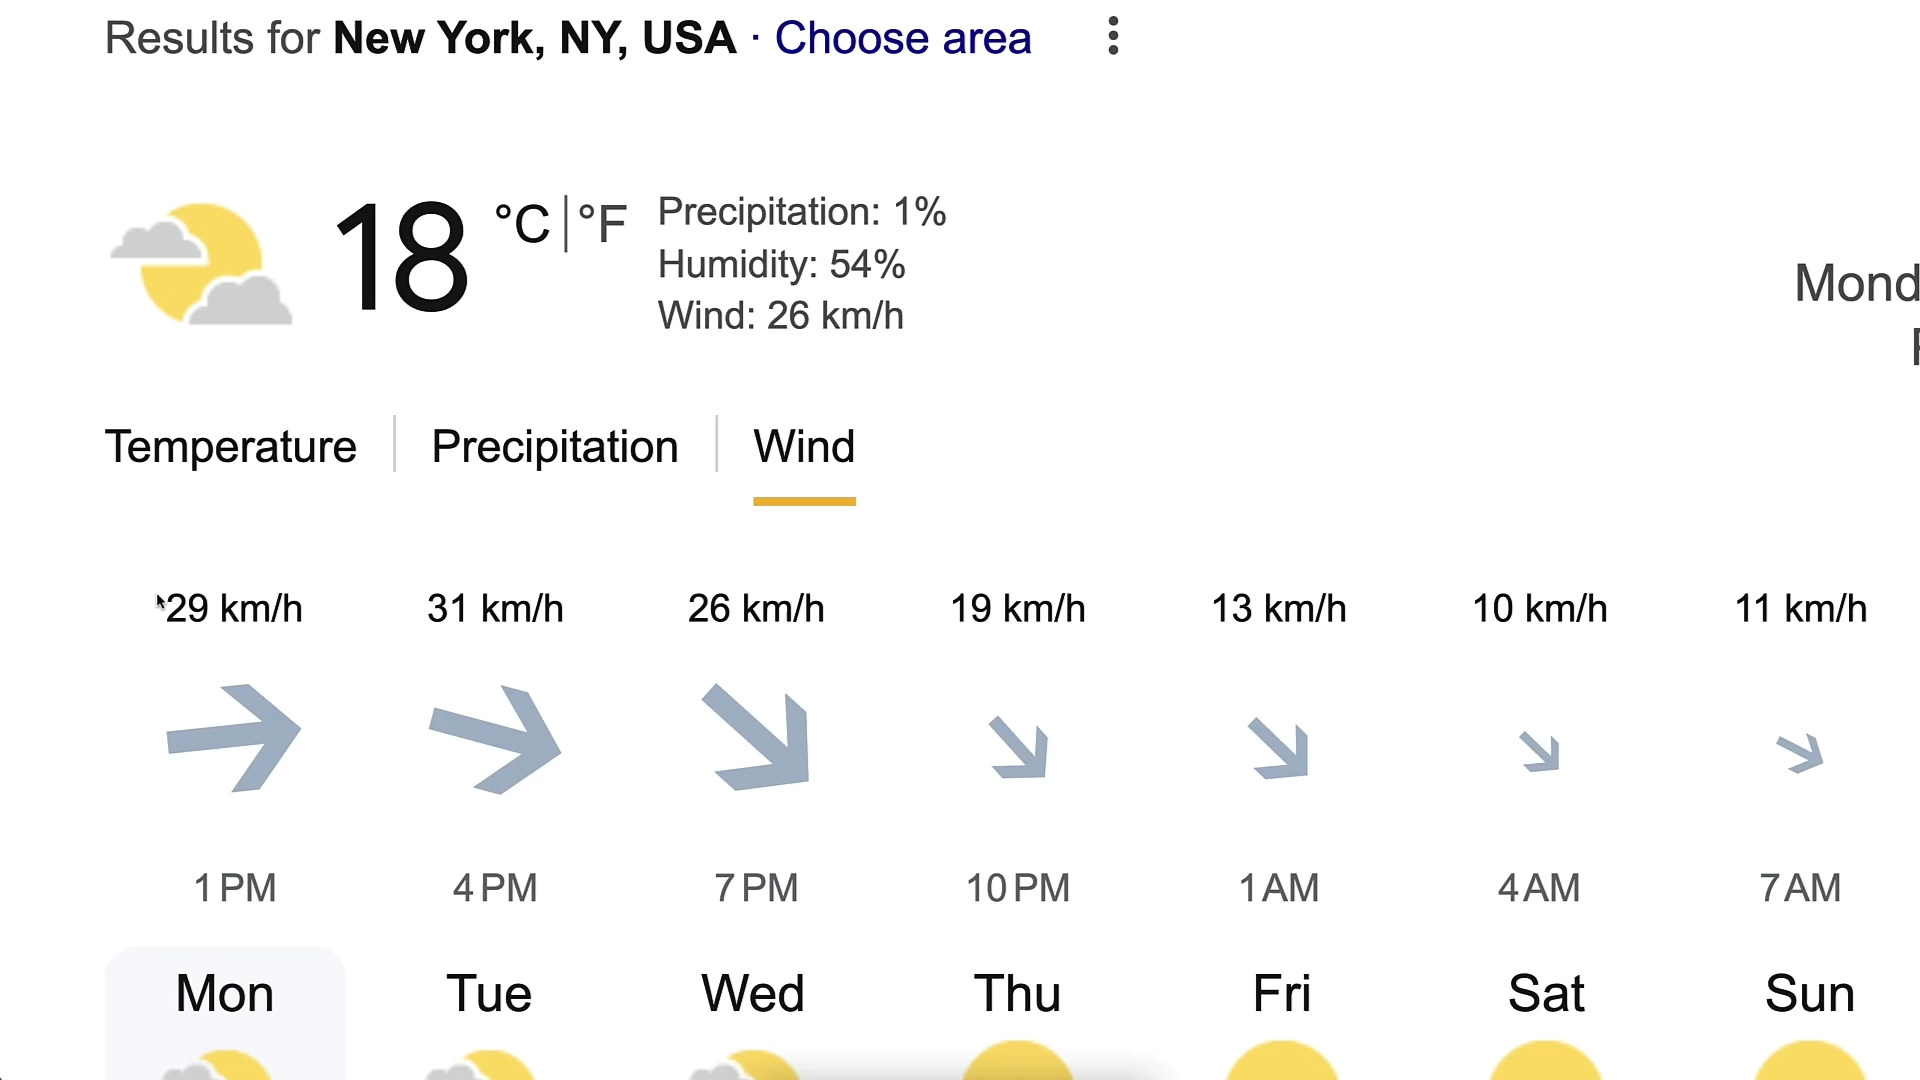 Results for New York, NY, USA · Choose area
18 °C | °F
Precipitation: 1%
Humidity: 54%
Wind: 26 km/h
Temperature
Precipitation
Wind
29 km/h
31 km/h
26 km/h
19 km/h
13 km/h
10 km/h
11 km/h
1 PM
4 PM
7 PM
10 PM
1 AM
4 AM
7 AM
Mon
Tue
Wed
Thu
Fri
Sat
Sun